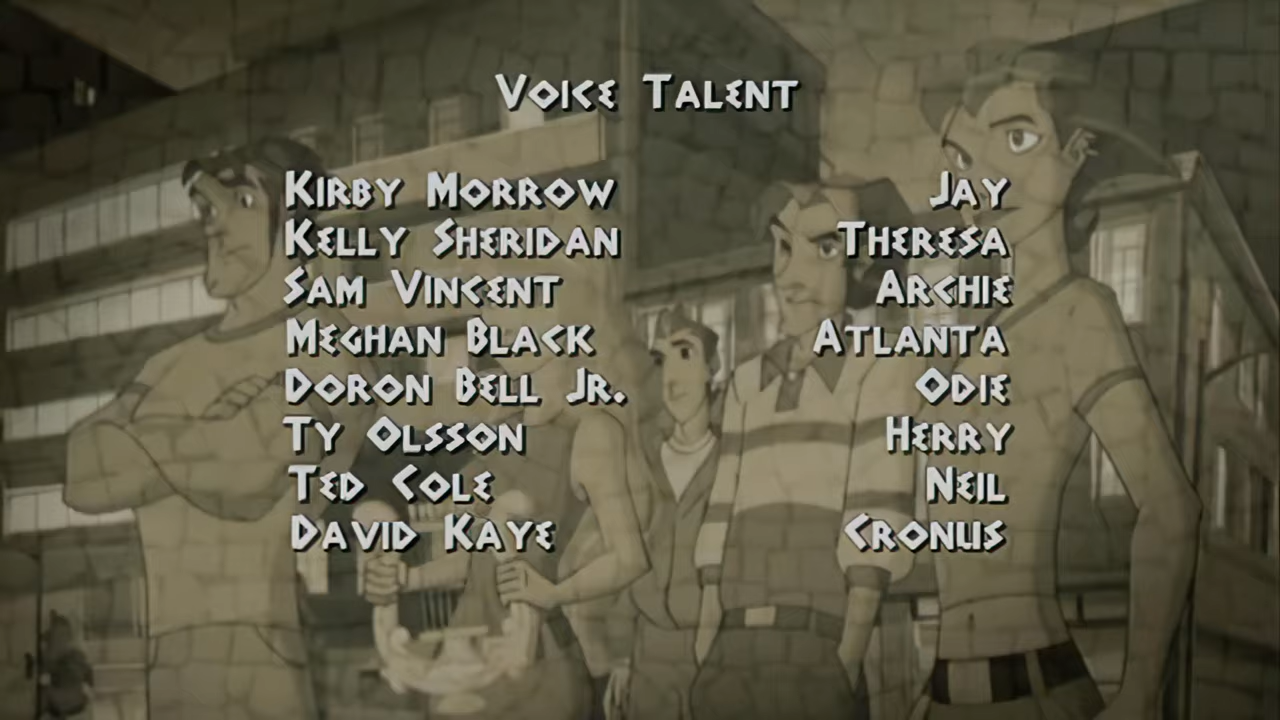 Voice Talent
Kirby Morrow Jay
Kelly Sheridan Theresa
Sam Vincent Archie
Meghan Black Atlanta
Doron Bell Jr. Odie
Ty Olsson Herry
Ted Cole Neil
David Kaye Cronus